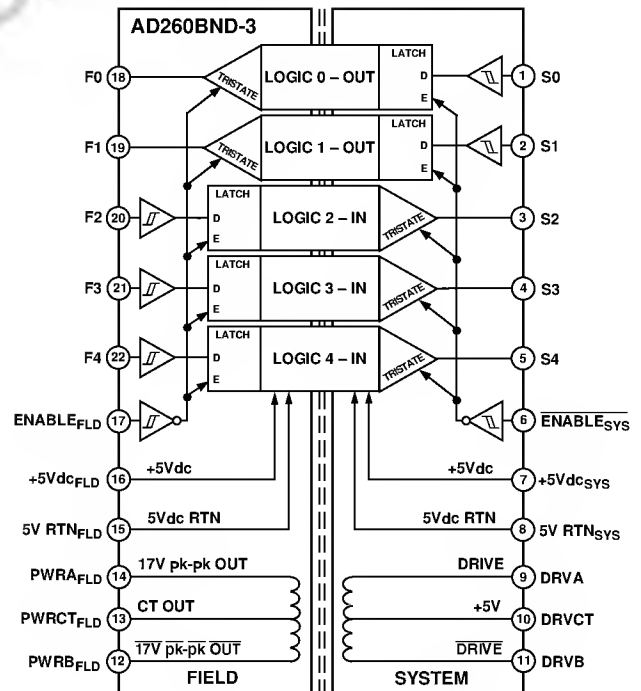 AD260BND-3
F0 18 TRISTATE LOGIC 0 – OUT LATCH D E 1 S0
F1 19 TRISTATE LOGIC 1 – OUT LATCH D E 2 S1
F2 20 LATCH D E LOGIC 2 – IN TRISTATE 3 S2
F3 21 LATCH D E LOGIC 3 – IN TRISTATE 4 S3
F4 22 LATCH D E LOGIC 4 – IN TRISTATE 5 S4
ENABLEFLD 17 6 ENABLESYS
+5VdcFLD 16 +5Vdc +5Vdc 7 +5VdcSYS
5V RTNFLD 15 5Vdc RTN 5Vdc RTN 8 5V RTNSYS
PWRAFLD 14 17V pk-pk OUT DRIVE 9 DRVA
PWRCTFLD 13 CT OUT +5V 10 DRVCT
PWRBFLD 12 17V pk-pk OUT DRIVE 11 DRVB
FIELD SYSTEM